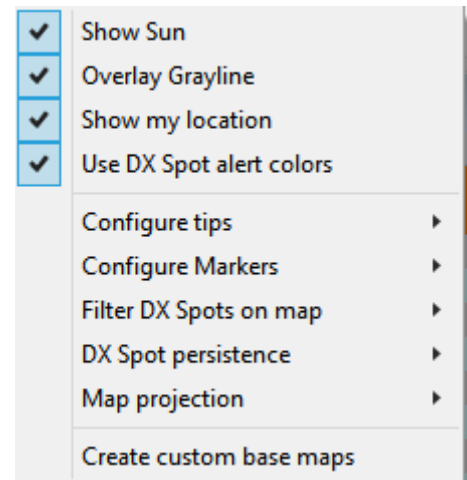 Show Sun
Overlay Grayline
Show my location
Use DX Spot alert colors
Configure tips
Configure Markers
Filter DX Spots on map
DX Spot persistence
Map projection
Create custom base maps